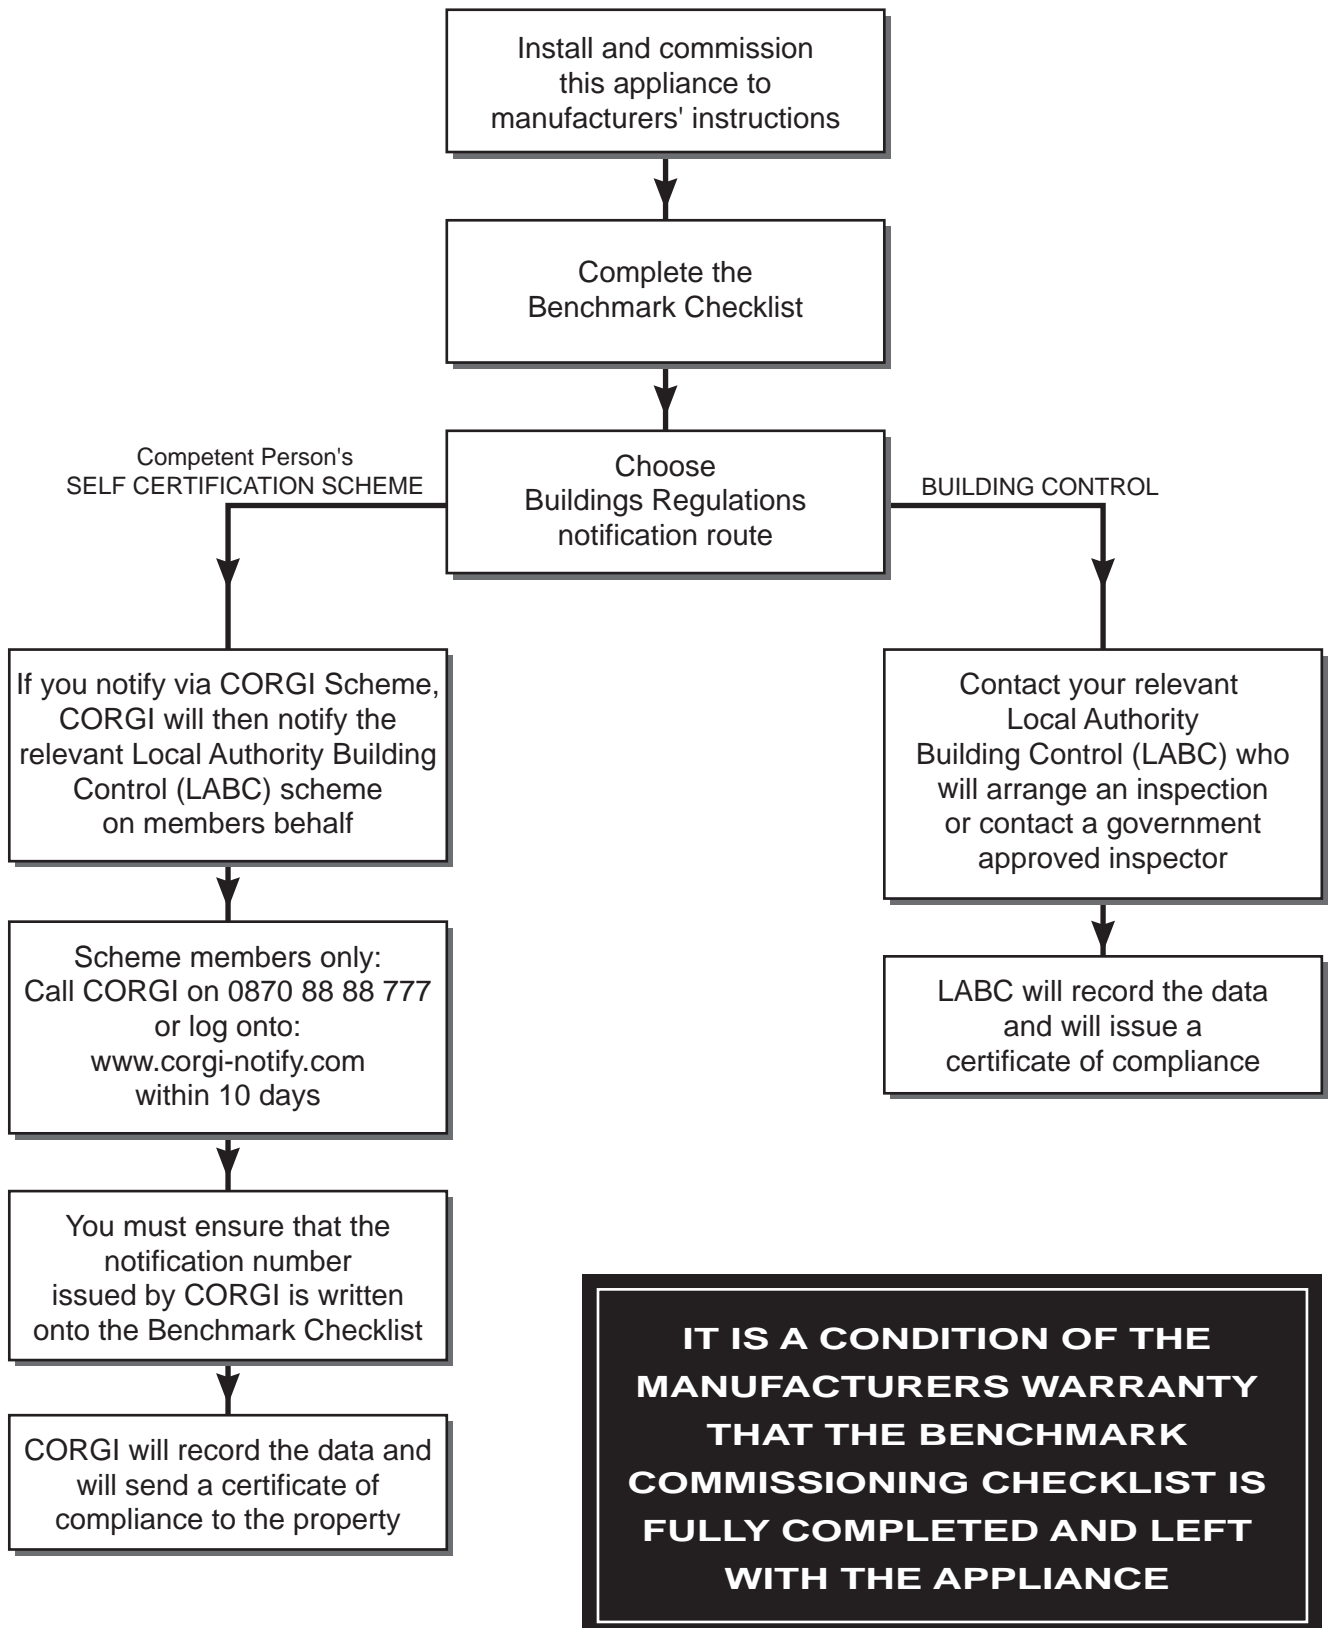 Install and commission
this appliance to
manufacturers' instructions
Complete the
Benchmark Checklist
Choose
Buildings Regulations
notification route
Competent Person's
SELF CERTIFICATION SCHEME
BUILDING CONTROL
If you notify via CORGI Scheme,
CORGI will then notify the
relevant Local Authority Building
Control (LABC) scheme
on members behalf
Scheme members only:
Call CORGI on 0870 88 88 777
or log onto:
www.corgi-notify.com
within 10 days
You must ensure that the
notification number
issued by CORGI is written
onto the Benchmark Checklist
CORGI will record the data and
will send a certificate of
compliance to the property
Contact your relevant
Local Authority
Building Control (LABC) who
will arrange an inspection
or contact a government
approved inspector
LABC will record the data
and will issue a
certificate of compliance
IT IS A CONDITION OF THE
MANUFACTURERS WARRANTY
THAT THE BENCHMARK
COMMISSIONING CHECKLIST IS
FULLY COMPLETED AND LEFT
WITH THE APPLIANCE